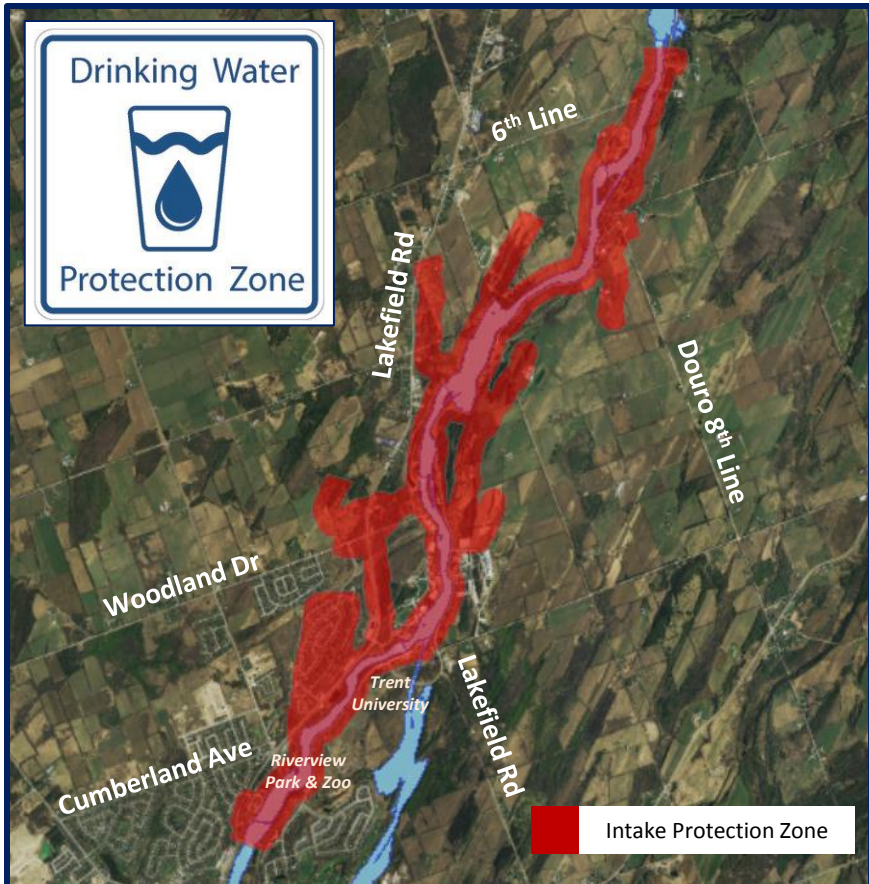 Drinking Water
Protection Zone
6th Line
Lakefield Rd
Douro 8th Line
Woodland Dr
Trent
University
Lakefield Rd
Riverview
Park & Zoo
Cumberland Ave
Intake Protection Zone